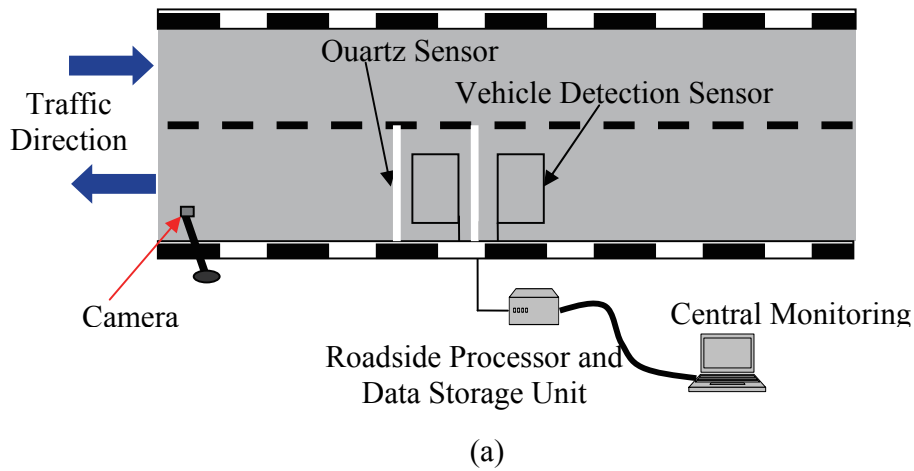 Ouartz Sensor
Vehicle Detection Sensor
Traffic
Direction
Camera
Central Monitoring
Roadside Processor and
Data Storage Unit
(a)